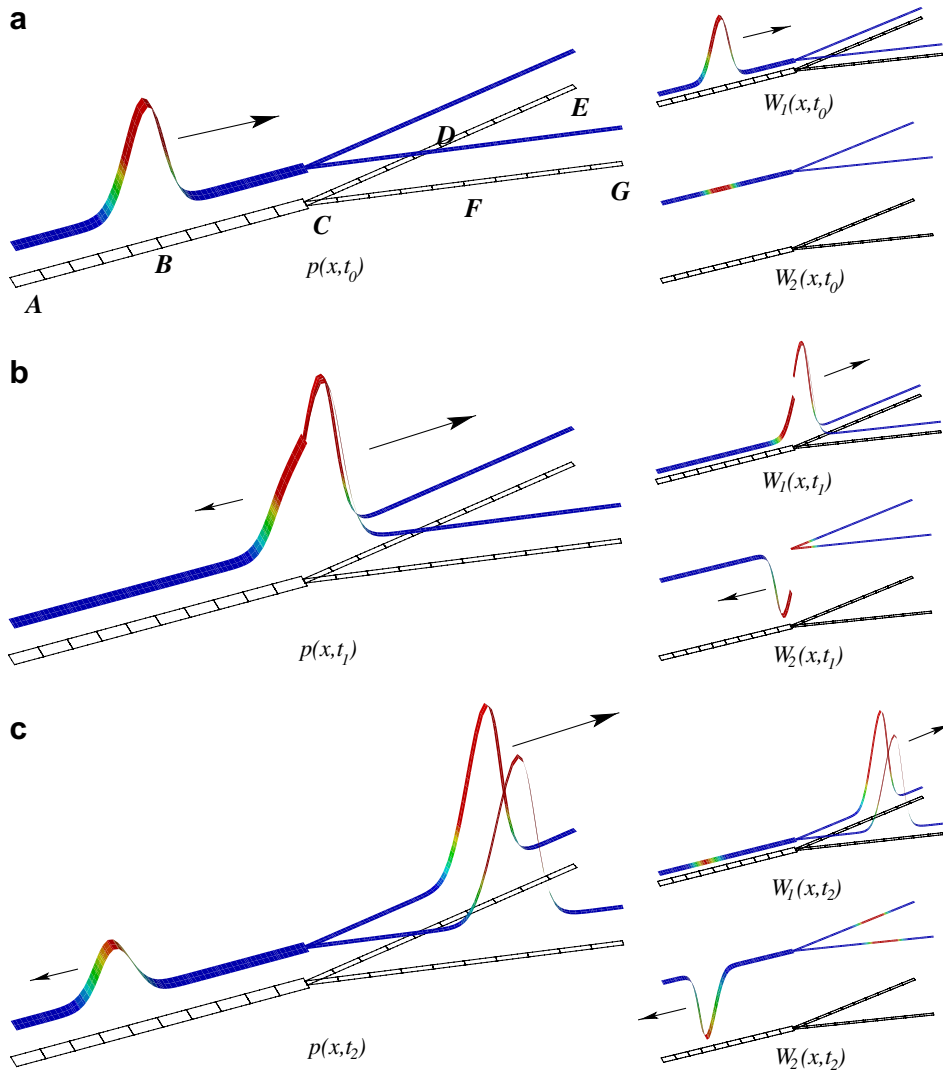 a
A
B
C
D
E
F
G
p(x,t₀)
W₁(x,t₀)
W₂(x,t₀)
b
p(x,t₁)
W₁(x,t₁)
W₂(x,t₁)
c
p(x,t₂)
W₁(x,t₂)
W₂(x,t₂)